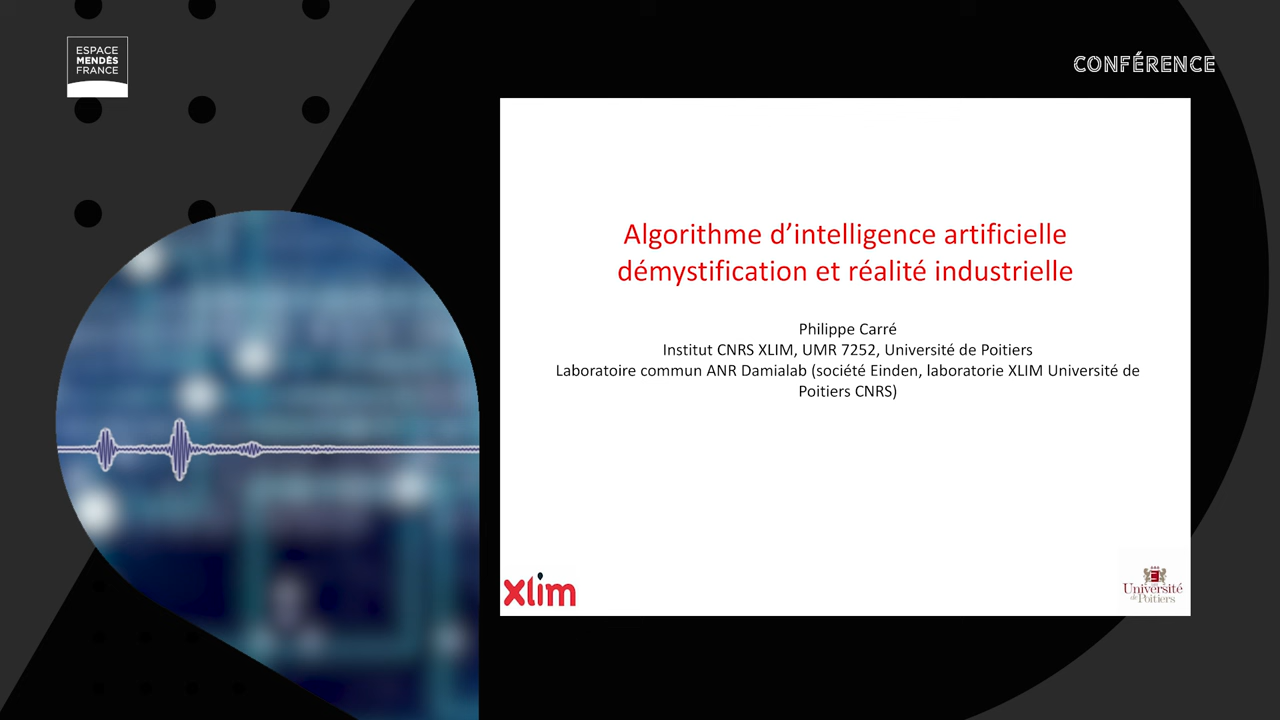 ESPACE
MENDÈS
FRANCE
CONFÉRENCE
Algorithme d'intelligence artificielle
démystification et réalité industrielle
Philippe Carré
Institut CNRS XLIM, UMR 7252, Université de Poitiers
Laboratoire commun ANR Damialab (société Einden, laboratorie XLIM Université de
Poitiers CNRS)
xlim
Université
de Poitiers